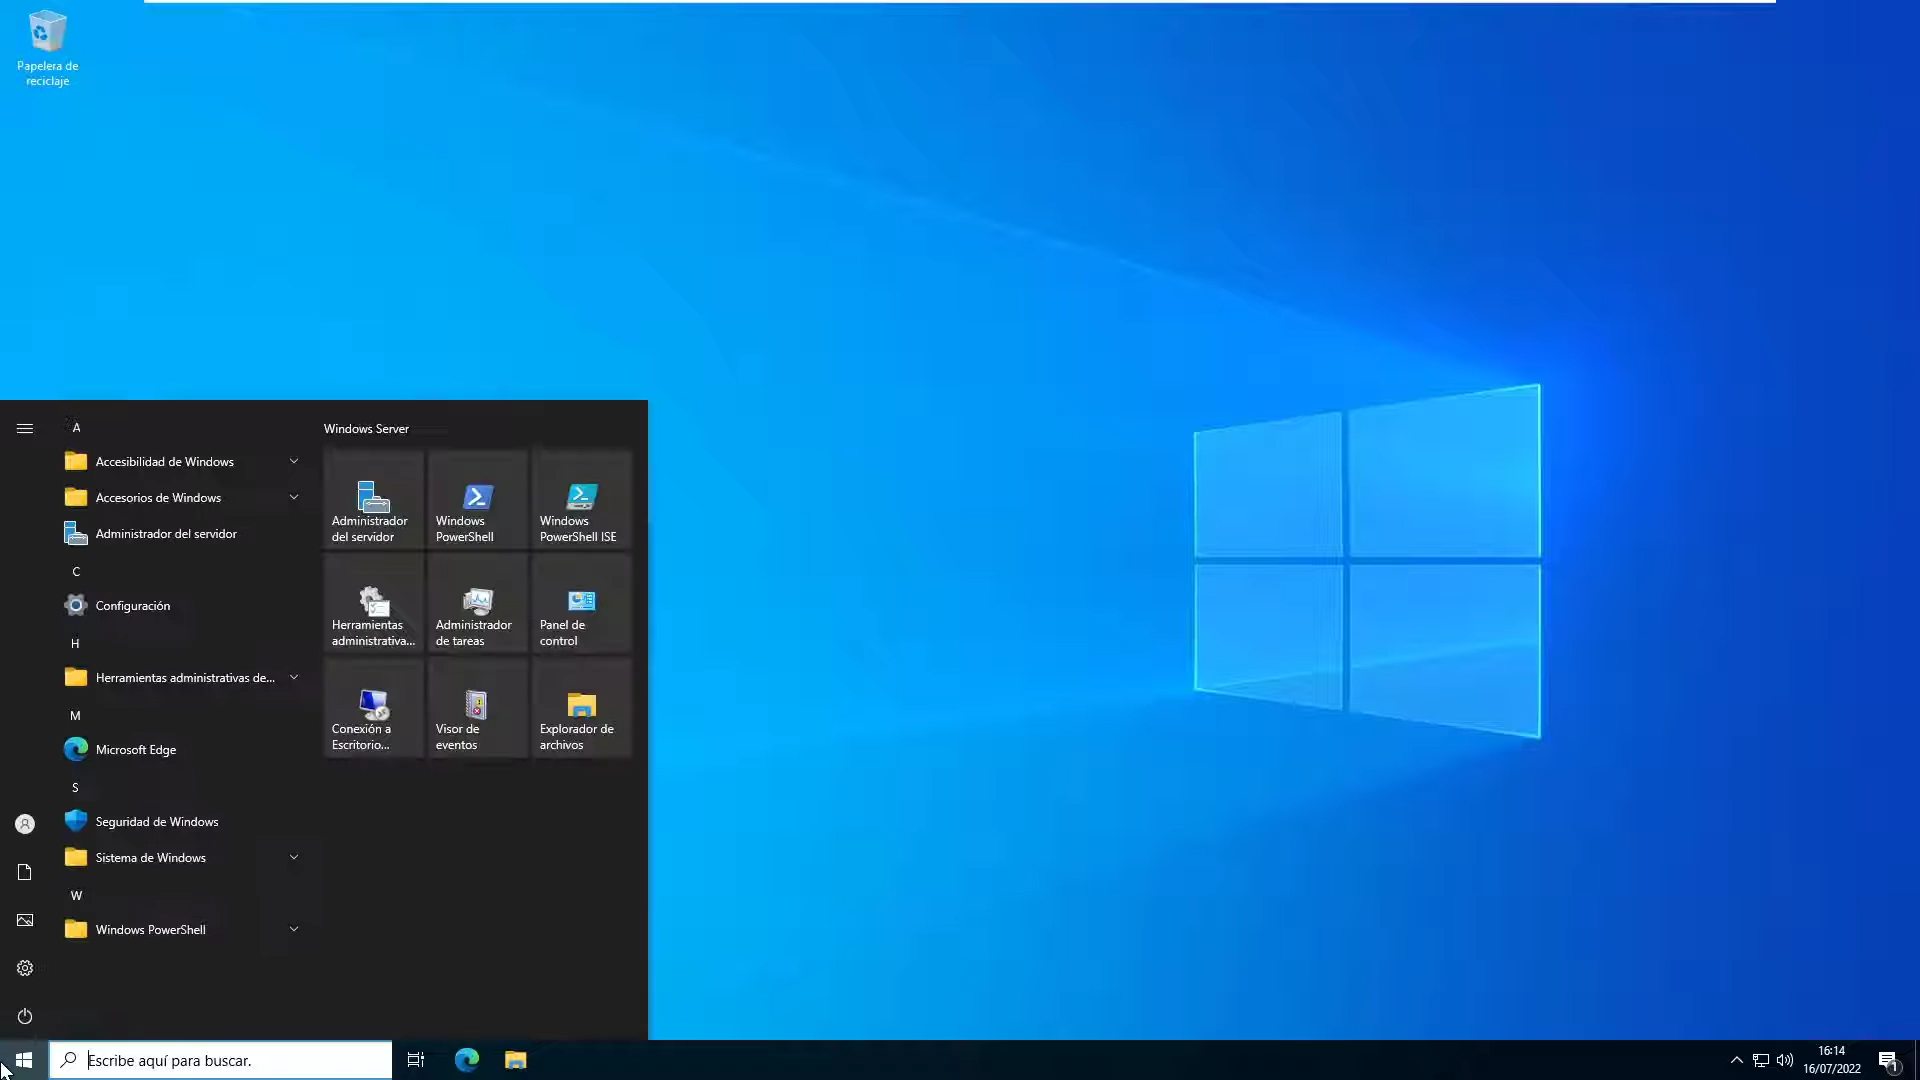 Papelera de
reciclaje
A
Accesibilidad de Windows
Accesorios de Windows
Administrador del servidor
C
Configuración
H
Herramientas administrativas de...
M
Microsoft Edge
S
Seguridad de Windows
Sistema de Windows
W
Windows PowerShell
Windows Server
Administrador
del servidor
Windows
PowerShell
Windows
PowerShell ISE
Herramientas
administrativa...
Administrador
de tareas
Panel de
control
Conexión a
Escritorio...
Visor de
eventos
Explorador de
archivos
Escribe aquí para buscar.
16:14
16/07/2022
1